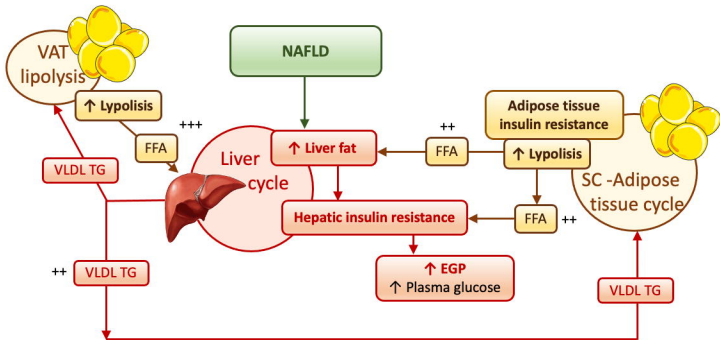 VAT
lipolysis
↑ Lypolisis
+++
FFA
VLDL TG
++
VLDL TG
NAFLD
Liver
cycle
↑ Liver fat
Hepatic insulin resistance
↑ EGP
↑ Plasma glucose
++
FFA
Adipose tissue
insulin resistance
↑ Lypolisis
FFA
++
SC -Adipose
tissue cycle
VLDL TG